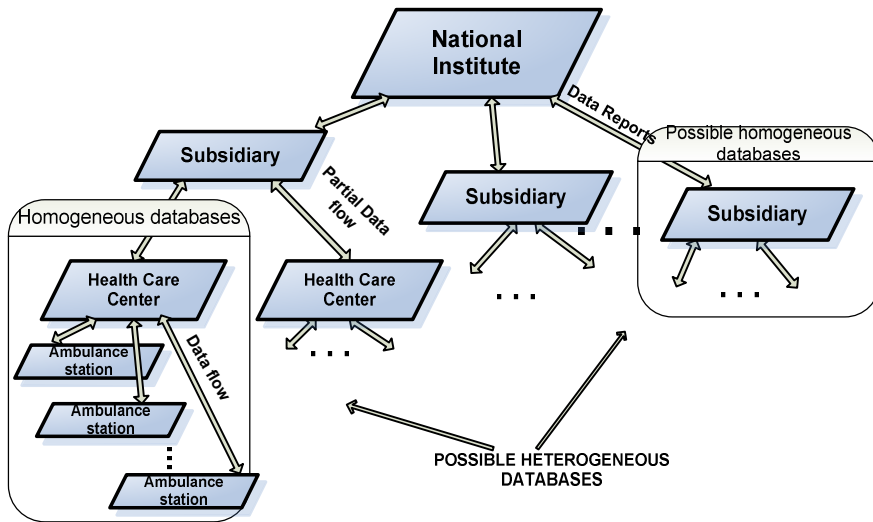 National
Institute
Data Reports
Possible homogeneous
databases
Subsidiary
Partial Data
flow
Subsidiary
Subsidiary
. . .
Homogeneous databases
Health Care
Center
Health Care
Center
. . .
. . .
Ambulance
station
. . .
Data flow
Ambulance
station
Ambulance
station
POSSIBLE HETEROGENEOUS
DATABASES